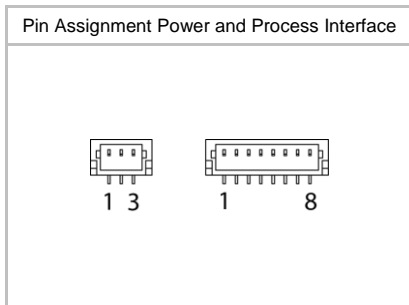 Pin Assignment Power and Process Interface
1 3 1 8